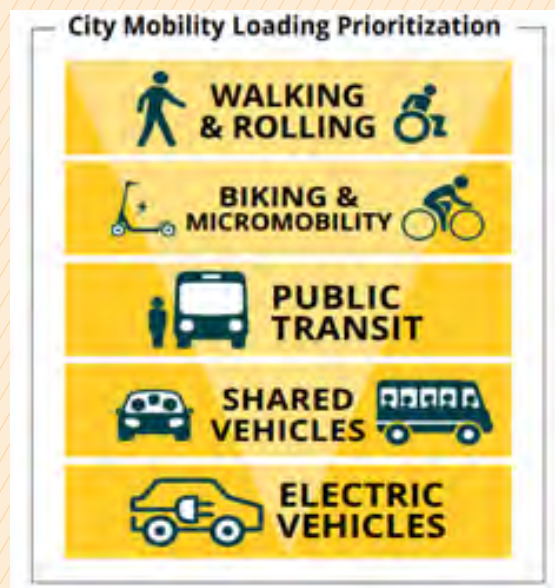 City Mobility Loading Prioritization
WALKING
& ROLLING
BIKING &
MICROMOBILITY
PUBLIC
TRANSIT
SHARED
VEHICLES
ELECTRIC
VEHICLES